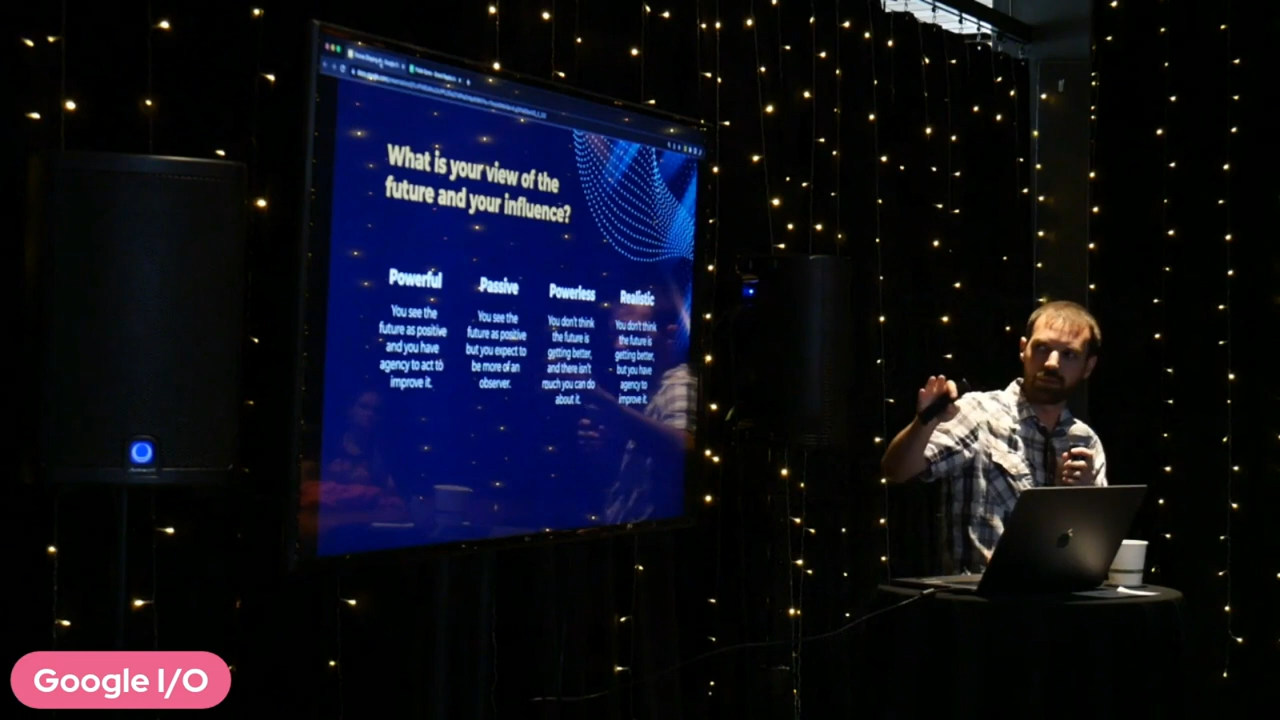 What is your view of the
future and your influence?
Powerful
You see the
future as positive
and you have
agency to act to
improve it.
Passive
You see the
future as positive
but you expect to
be more of an
observer.
Powerless
You don't think
the future is
getting better,
and there isn't
much you can do
about it.
Realistic
You don't think
the future is
getting better,
but you have
agency to
improve it.
Google I/O